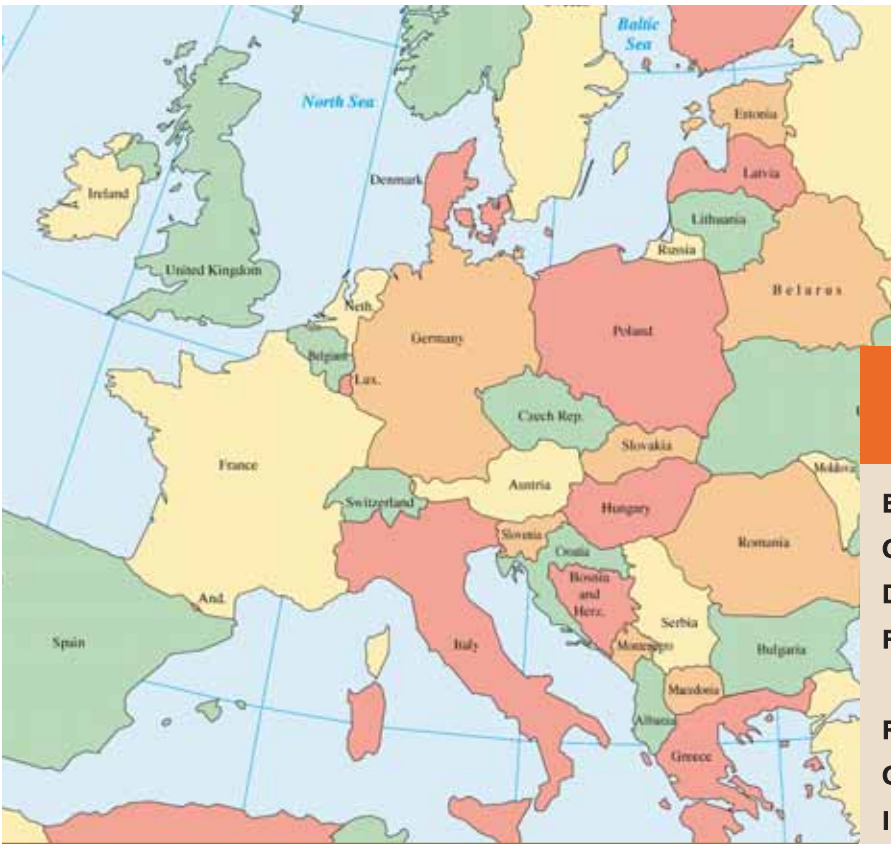 Baltic
Sea
North Sea
Estonia
Latvia
Denmark
Ireland
Lithuania
Russia
United Kingdom
Belarus
Neth.
Germany
Poland
Belgium
Lux.
Czech Rep.
Slovakia
France
Moldova
Austria
Switzerland
Hungary
Slovenia
Romania
Croatia
Bosnia
and
Herz.
And.
Serbia
Spain
Italy
Montenegro
Bulgaria
Macedonia
Albania
Greece